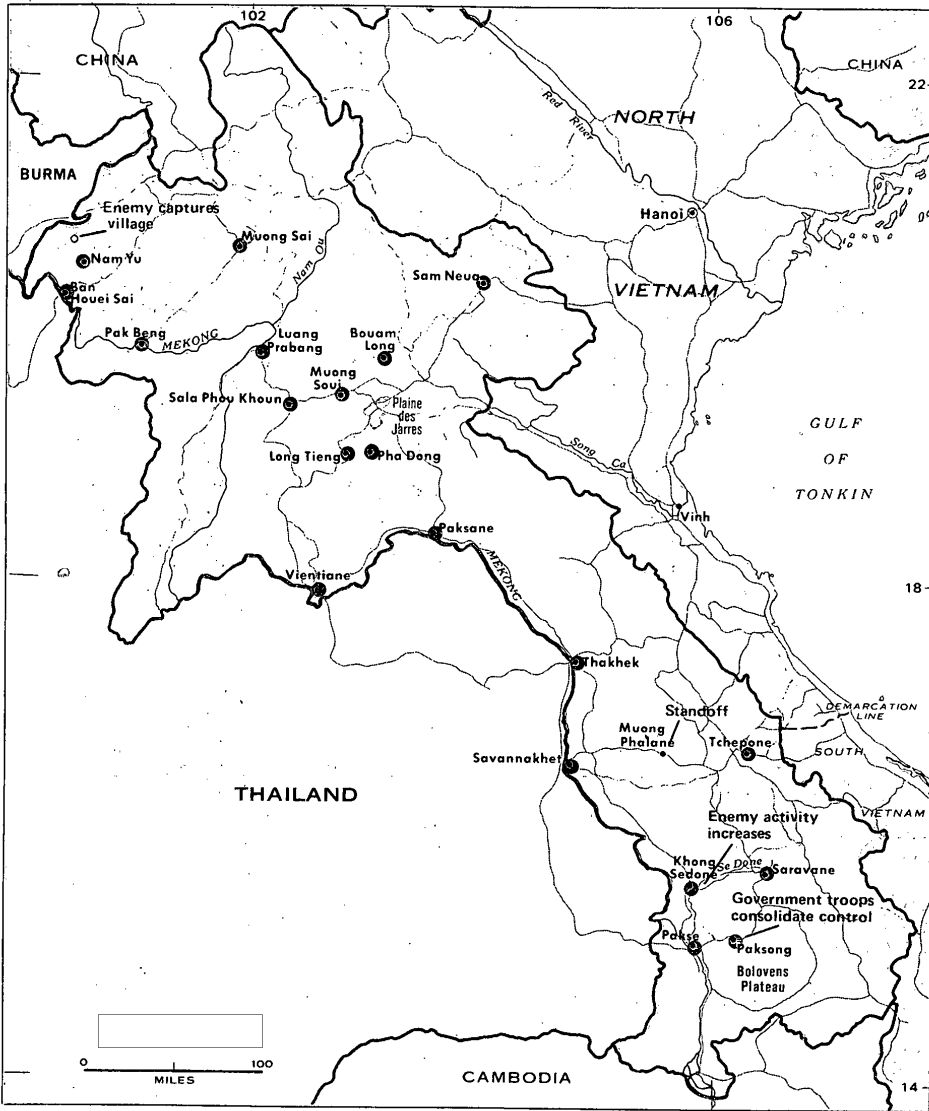 102
106
CHINA
CHINA
22
Red
River
NORTH
BURMA
Enemy captures
village
Hanoi
Muong Sai
Nam Yu
Nam Ou
Sam Neua
VIETNAM
Ban
Houei Sai
Pak Beng
MEKONG
Luang
Prabang
Bouam
Long
Muong
Soui
Sala Phou Khoun
Plaine
des
Jarres
GULF
OF
TONKIN
Song Ca
Long Tieng
Pha Dong
Vinh
Paksane
MEKONG
Vientiane
18
Thakhek
Standoff
DEMARCATION
LINE
Muong
Phalane
Tchepone
SOUTH
Savannakhet
THAILAND
VIETNAM
Enemy activity
increases
Khong
Sedone
Se Done
Saravane
Government troops
consolidate control
Pakse
Paksong
Bolovens
Plateau
0
100
MILES
CAMBODIA
14